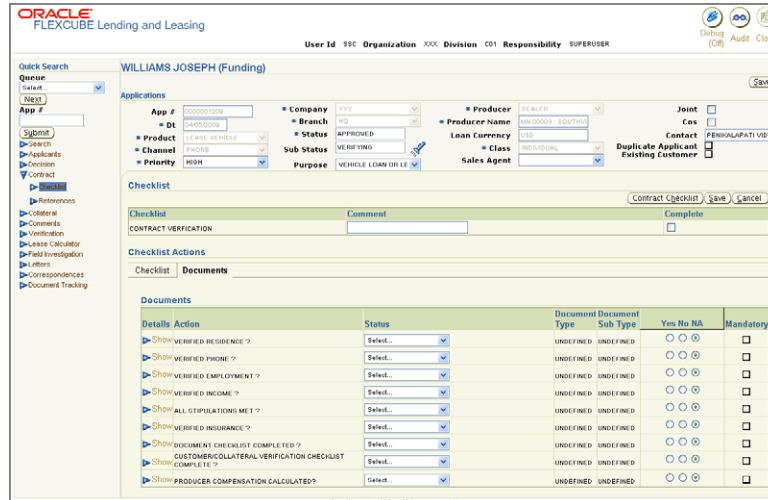 ORACLE
FLEXCUBE Lending and Leasing
Debug (Off) Audit
User Id SSC Organization XXX Division C01 Responsibility SUPERUSER
Quick Search
Queue
Select...
Next
App #
Submit
Search
Applicants
Decision
Contract
Checklist
References
Collateral
Comments
Verification
Lease Calculator
Field Investigation
Letters
Correspondences
Document Tracking
WILLIAMS JOSEPH (Funding)
Save
Applications
App # 0000001209
Dt 04/05/2009
Product LEASE VEHICLE
Channel PHONE
Priority HIGH
Company YYY
Branch HQ
Status APPROVED
Sub Status VERIFYING
Purpose VEHICLE LOAN OR LE
Producer DEALER
Producer Name
Loan Currency USD
Class INDIVIDUAL
Sales Agent
Joint
Cos
Contact
Duplicate Applicant
Existing Customer
Checklist
Contract Checklist Save Cancel
Checklist Comment Complete
CONTRACT VERFICATION
Checklist Actions
Checklist Documents
Documents
Details Action Status Document Type Document Sub Type Yes No NA Mandatory
Show VERIFIED RESIDENCE ? Select... UNDEFINED UNDEFINED
Show VERIFIED PHONE ? Select... UNDEFINED UNDEFINED
Show VERIFIED EMPLOYMENT ? Select... UNDEFINED UNDEFINED
Show VERIFIED INCOME ? Select... UNDEFINED UNDEFINED
Show ALL STIPULATIONS MET ? Select... UNDEFINED UNDEFINED
Show VERIFIED INSURANCE ? Select... UNDEFINED UNDEFINED
Show DOCUMENT CHECKLIST COMPLETED ? Select... UNDEFINED UNDEFINED
Show CUSTOMER/COLLATERAL VERIFICATION CHECKLIST COMPLETE ? Select... UNDEFINED UNDEFINED
Show PRODUCER COMPENSATION CALCULATED? Select... UNDEFINED UNDEFINED